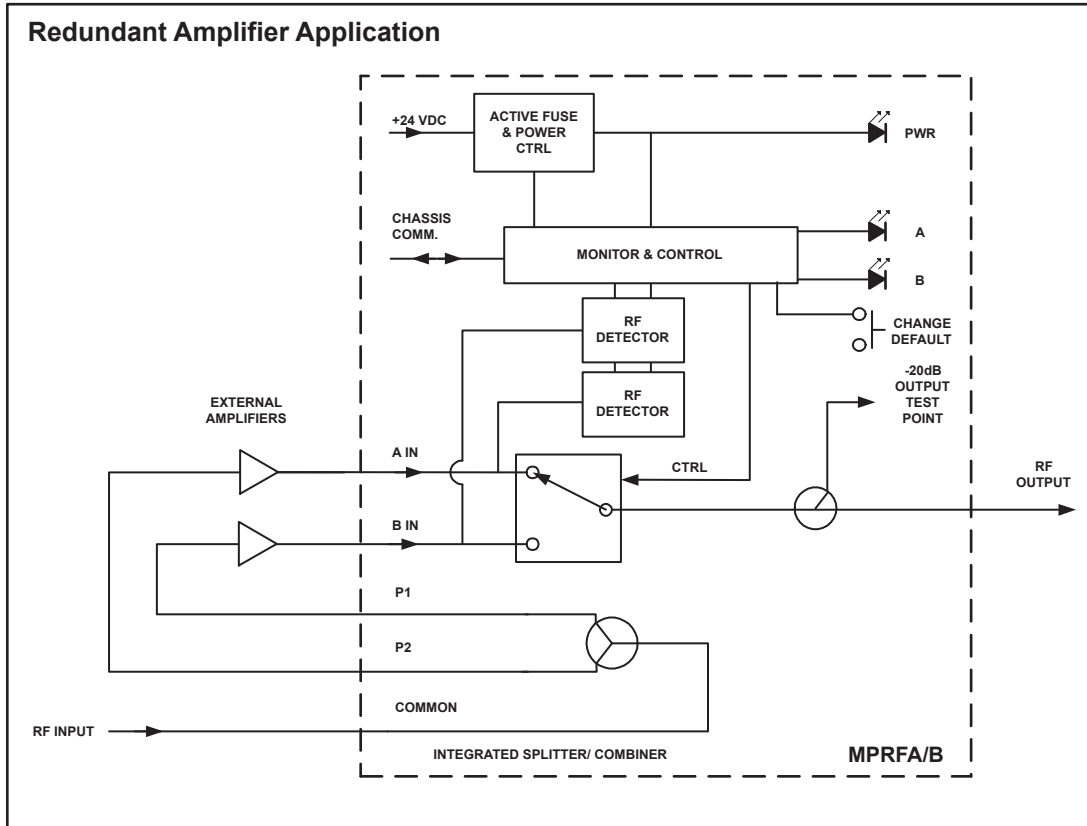 Redundant Amplifier Application
+24 VDC
ACTIVE FUSE
& POWER
CTRL
PWR
CHASSIS
COMM.
MONITOR & CONTROL
A
B
RF
DETECTOR
CHANGE
DEFAULT
RF
DETECTOR
-20dB
OUTPUT
TEST
POINT
EXTERNAL
AMPLIFIERS
A IN
CTRL
RF
OUTPUT
B IN
P1
P2
COMMON
RF INPUT
INTEGRATED SPLITTER/ COMBINER
MPRFA/B